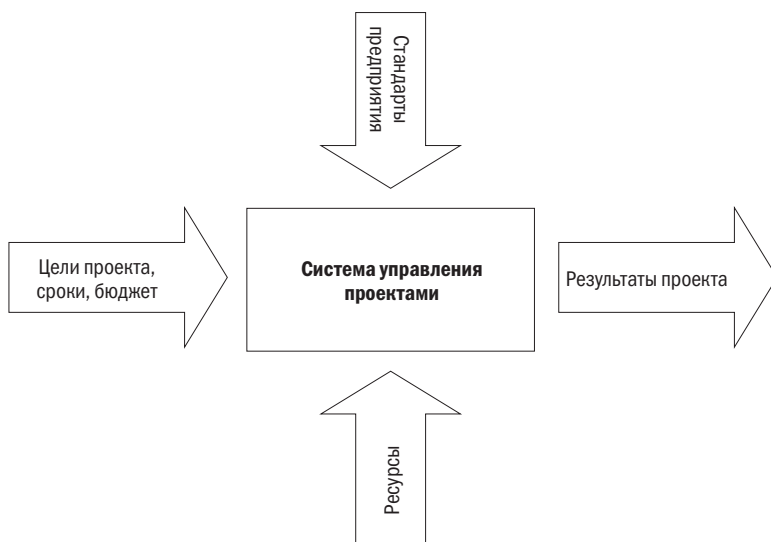 Стандарты
предприятия
Цели проекта,
сроки, бюджет
Система управления
проектами
Результаты проекта
Ресурсы